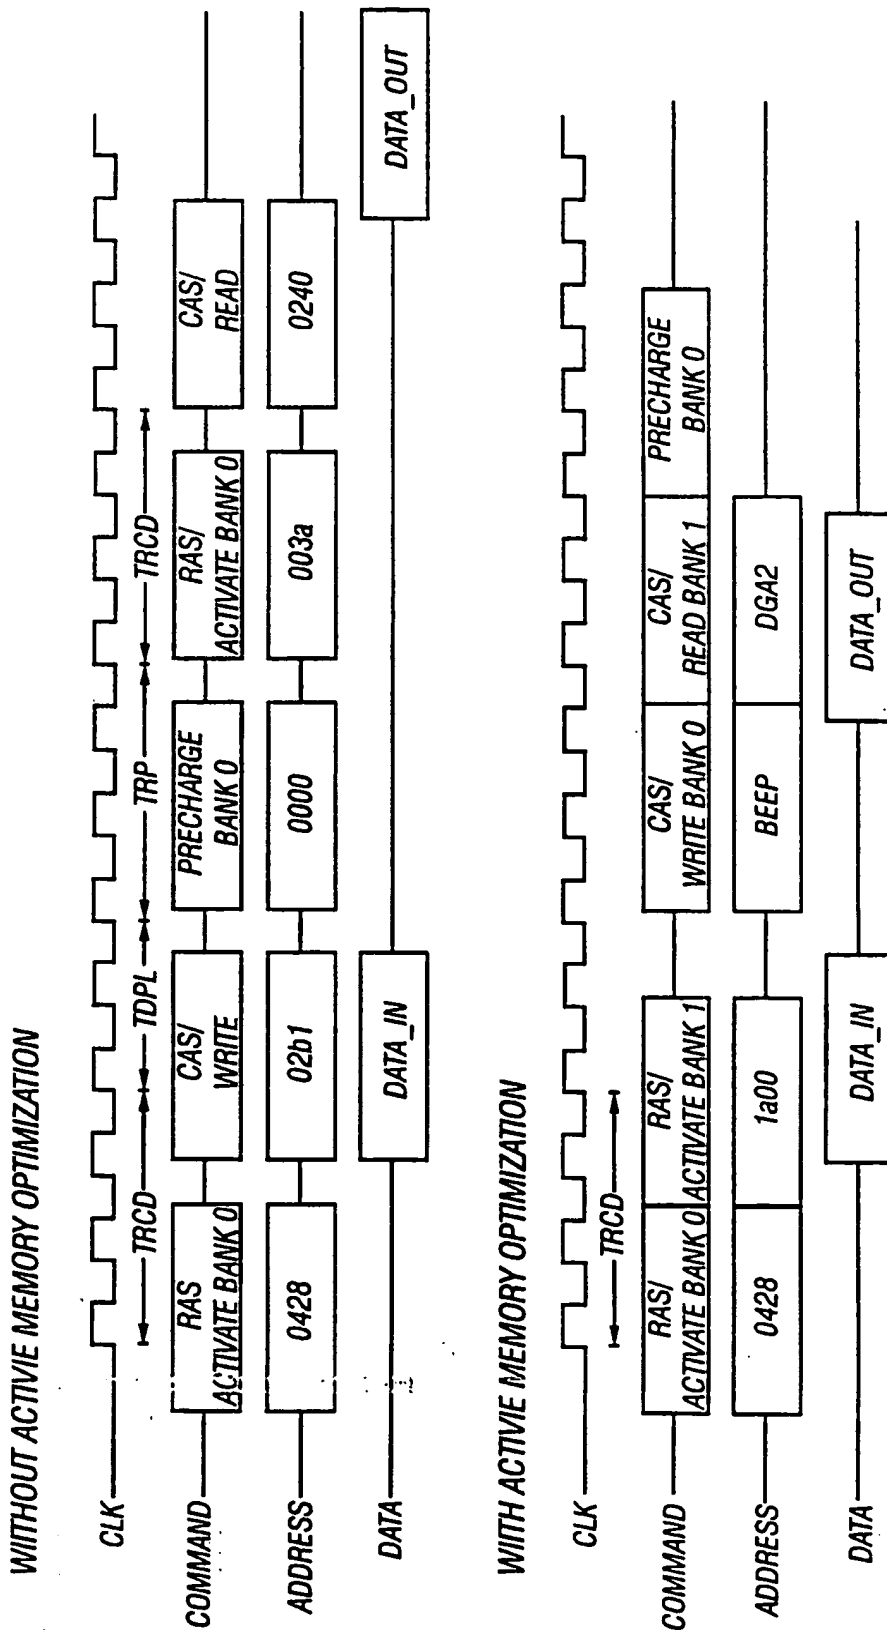 WIITHOUT ACTIVIE MEMORY OPTIMIZATION
CLK
TRCD
TDPL
TRP
TRCD
COMMAND
RAS
ACTIVATE BANK 0
CAS/
WRITE
PRECHARGE
BANK 0
RAS/
ACTIVATE BANK 0
CAS/
READ
ADDRESS
0428
02b1
0000
003a
0240
DATA
DATA_IN
DATA_OUT
WIITH ACTIVIE MEMORY OPTIMIZATION
CLK
TRCD
COMMAND
RAS/
ACTIVATE BANK 0
RAS/
ACTIVATE BANK 1
CAS/
WRITE BANK 0
CAS/
READ BANK 1
PRECHARGE
BANK 0
ADDRESS
0428
1a00
BEEP
DGA2
DATA
DATA_IN
DATA_OUT